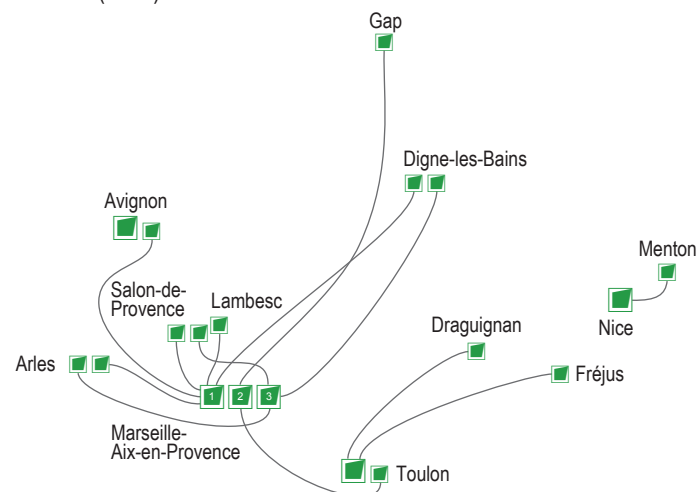 Gap
Digne-les-Bains
Avignon
Menton
Salon-de-
Provence
Lambesc
Nice
Draguignan
Arles
Fréjus
1 2 3
Marseille-
Aix-en-Provence
Toulon